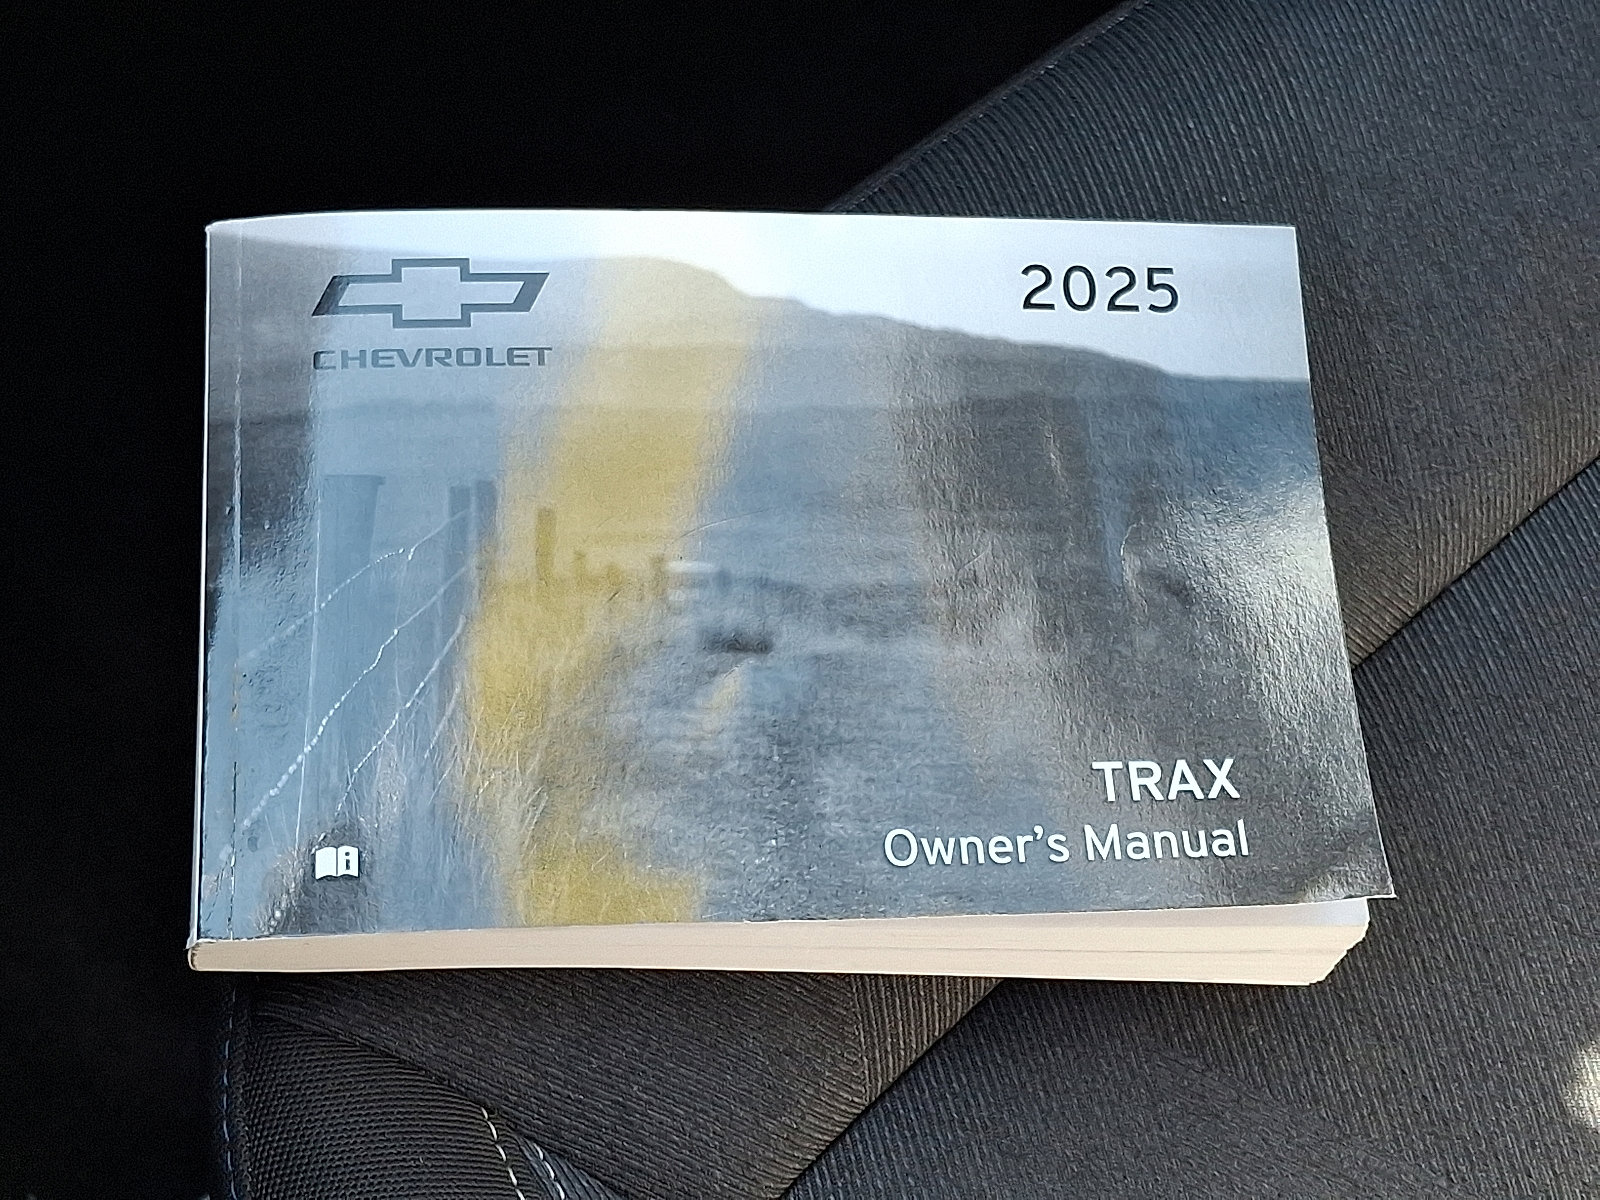 2025
CHEVROLET
TRAX
Owner's Manual